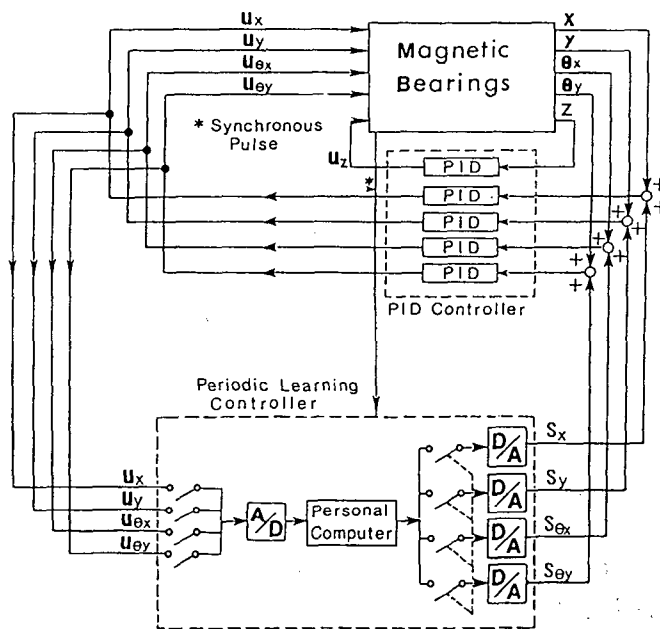 ux
uy
uθx
uθy
Magnetic
Bearings
x
y
θx
θy
z
* Synchronous
Pulse
uz
*
PID
PID
PID
PID
PID
PID Controller
+
+
+
+
+
+
+
+
Periodic Learning
Controller
ux
uy
uθx
uθy
A/D
Personal
Computer
D/A
D/A
D/A
D/A
Sx
Sy
Sθx
Sθy